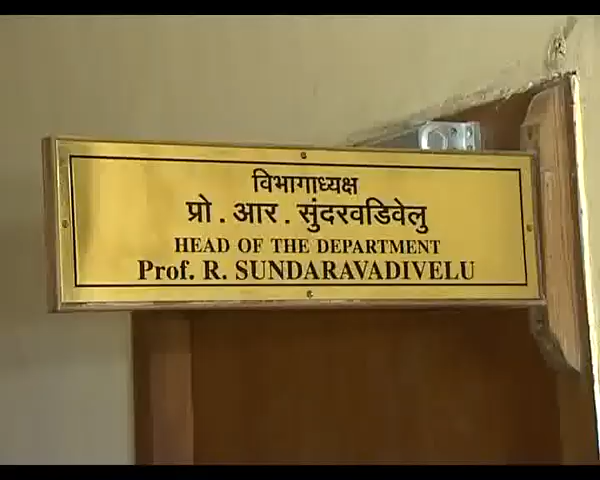 विभागाध्यक्ष
प्रो . आर . सुंदरवडिवेलु
HEAD OF THE DEPARTMENT
Prof. R. SUNDARAVADIVELU